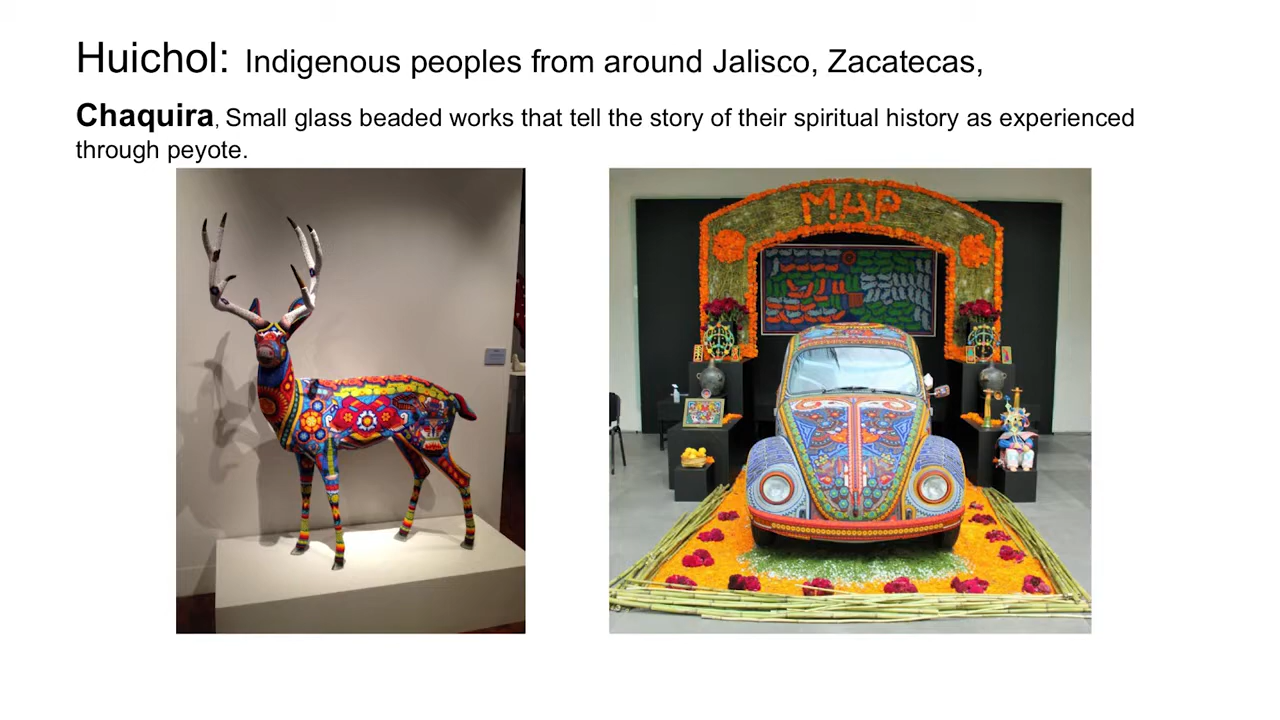 Huichol: Indigenous peoples from around Jalisco, Zacatecas,
Chaquira, Small glass beaded works that tell the story of their spiritual history as experienced
through peyote.
MAP